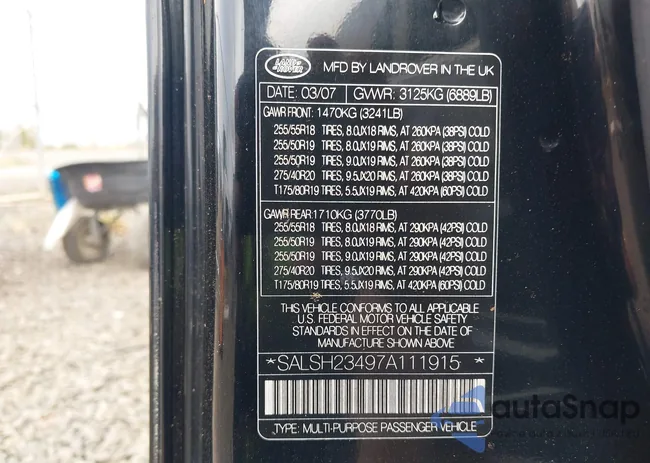 LAND ROVER
MFD BY LANDROVER IN THE UK
DATE: 03/07 GVWR: 3125KG (6889LB)
GAWR FRONT: 1470KG (3241LB)
255/55R18 TIRES, 8.0JX18 RIMS, AT 260KPA (38PSI) COLD
255/50R19 TIRES, 8.0JX19 RIMS, AT 260KPA (38PSI) COLD
255/50R19 TIRES, 9.0JX19 RIMS, AT 260KPA (38PSI) COLD
275/40R20 TIRES, 9.5JX20 RIMS, AT 260KPA (38PSI) COLD
T175/80R19 TIRES, 5.5JX19 RIMS, AT 420KPA (60PSI) COLD
GAWR REAR: 1710KG (3770LB)
255/55R18 TIRES, 8.0JX18 RIMS, AT 290KPA (42PSI) COLD
255/50R19 TIRES, 8.0JX19 RIMS, AT 290KPA (42PSI) COLD
255/50R19 TIRES, 9.0JX19 RIMS, AT 290KPA (42PSI) COLD
275/40R20 TIRES, 9.5JX20 RIMS, AT 290KPA (42PSI) COLD
T175/80R19 TIRES, 5.5JX19 RIMS, AT 420KPA (60PSI) COLD
THIS VEHICLE CONFORMS TO ALL APPLICABLE
U.S. FEDERAL MOTOR VEHICLE SAFETY
STANDARDS IN EFFECT ON THE DATE OF
MANUFACTURE SHOWN ABOVE
*SALSH23497A111915 *
TYPE: MULTI-PURPOSE PASSENGER VEHICLE
autaSnap